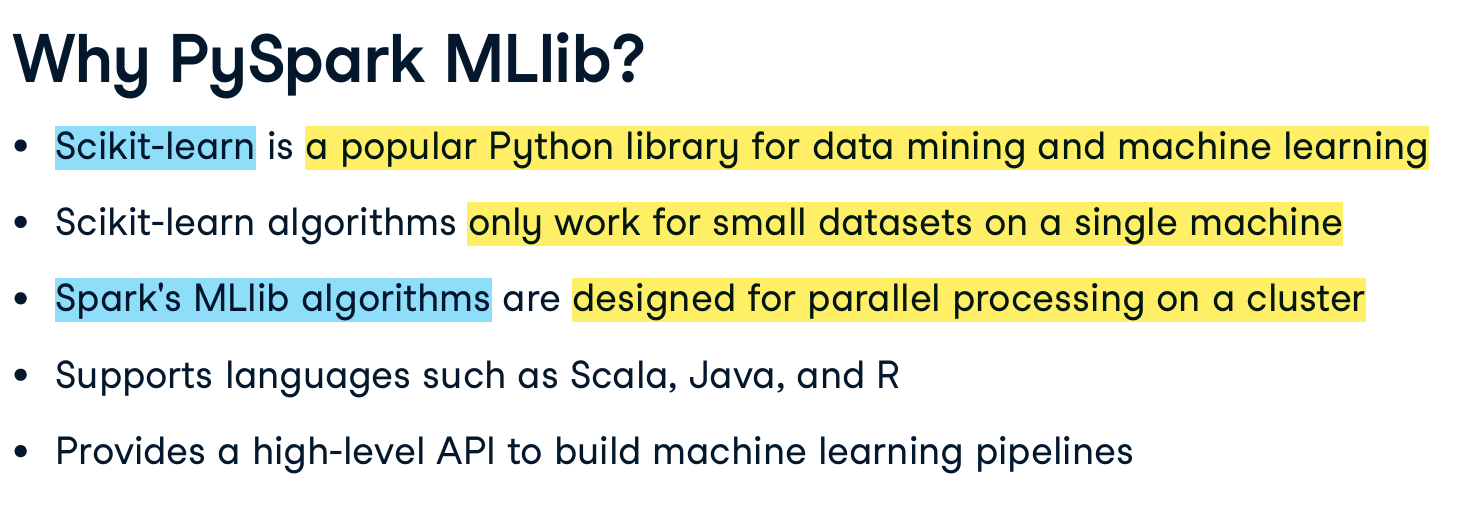 Why PySpark MLlib?
• Scikit-learn is a popular Python library for data mining and machine learning
• Scikit-learn algorithms only work for small datasets on a single machine
• Spark's MLlib algorithms are designed for parallel processing on a cluster
• Supports languages such as Scala, Java, and R
• Provides a high-level API to build machine learning pipelines